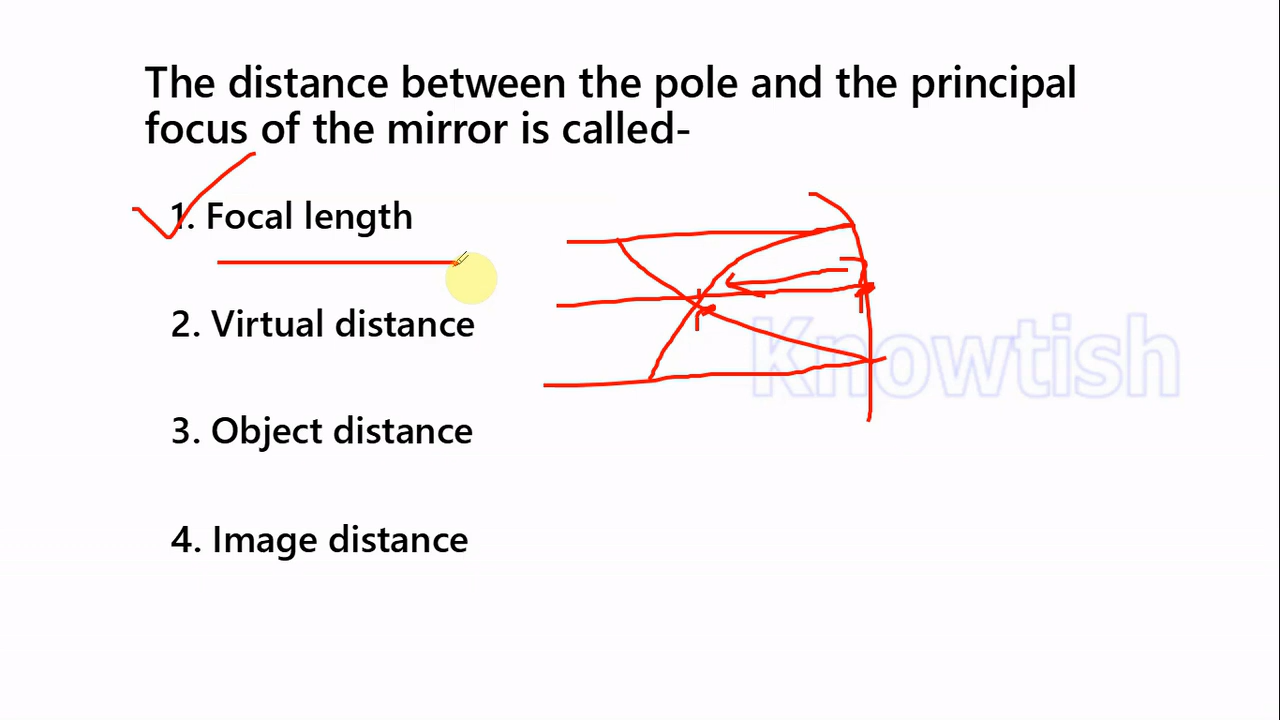 The distance between the pole and the principal
focus of the mirror is called-
1. Focal length
2. Virtual distance
3. Object distance
4. Image distance
Knowtish